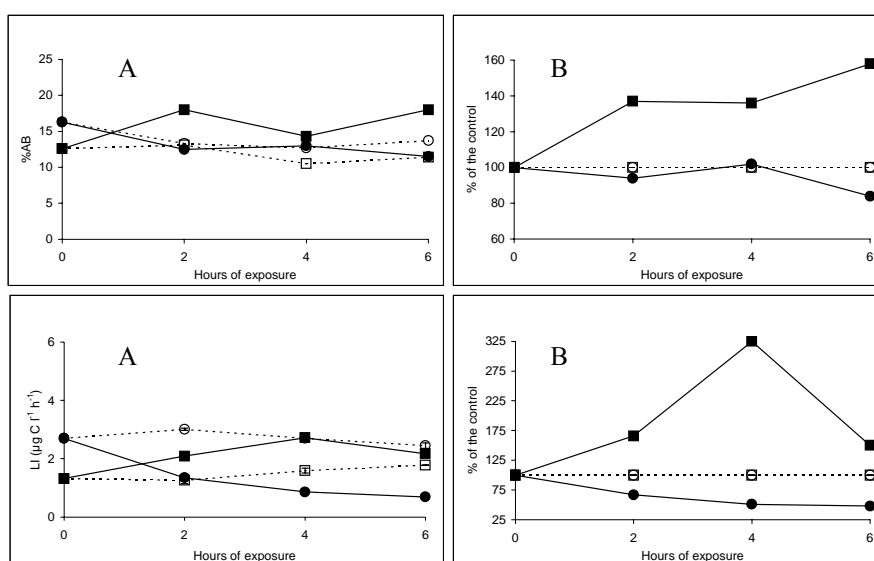 A
%AB
25
20
15
10
5
0
0 2 4 6
Hours of exposure
B
% of the control
160
140
120
100
80
60
0 2 4 6
Hours of exposure
A
LI (µg C l⁻¹ h⁻¹)
6
4
2
0
0 2 4 6
Hours of exposure
B
% of the control
325
275
225
175
125
75
25
0 2 4 6
Hours of exposure